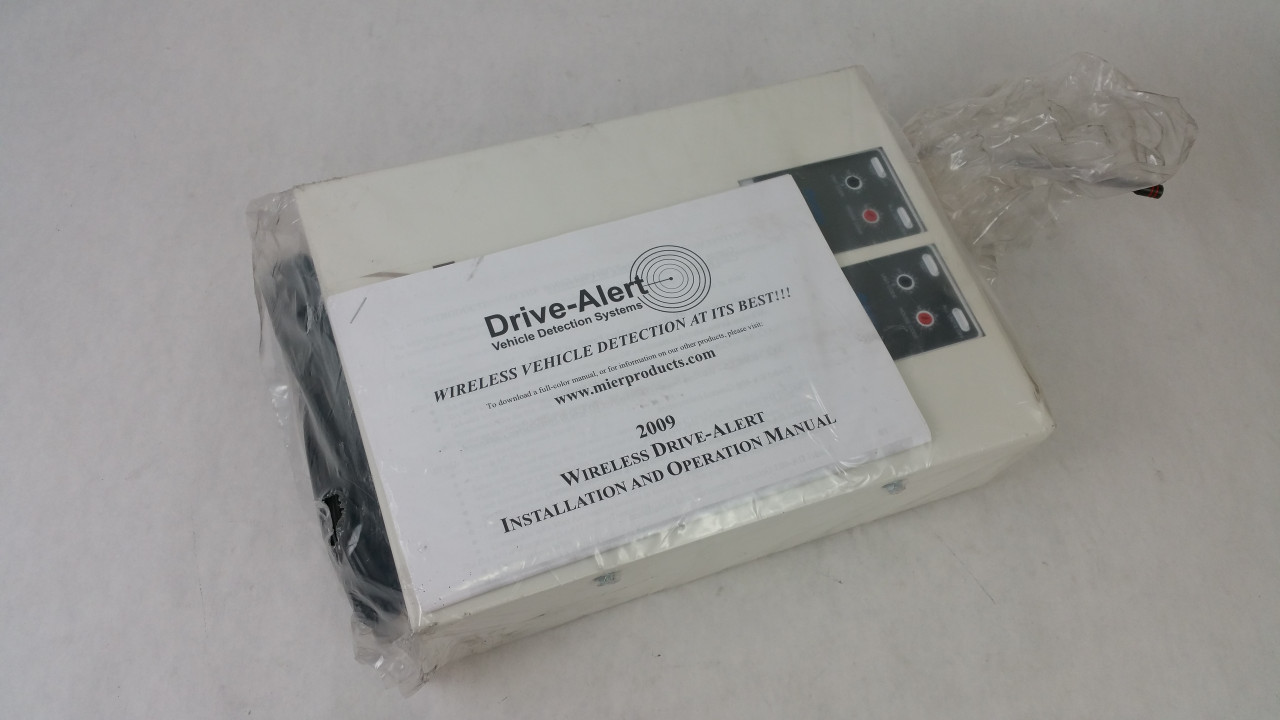 Drive-Alert
Vehicle Detection Systems
WIRELESS VEHICLE DETECTION AT ITS BEST!!!
To download a full-color manual, or for information on our other products, please visit:
www.mierproducts.com
2009
WIRELESS DRIVE-ALERT
INSTALLATION AND OPERATION MANUAL